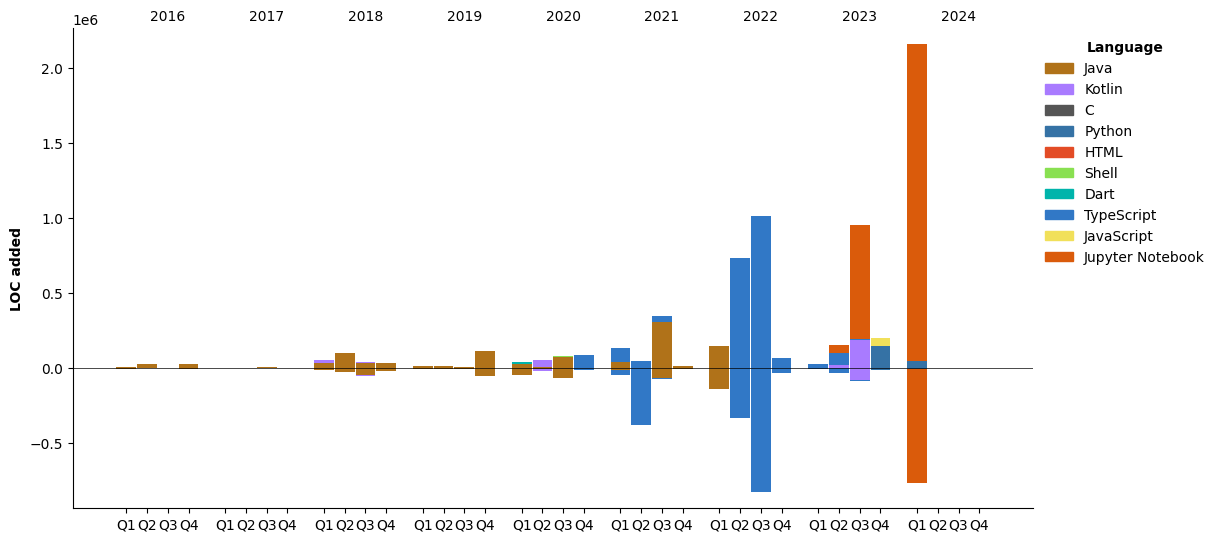 1e6
2016 2017 2018 2019 2020 2021 2022 2023 2024
LOC added
2.0
1.5
1.0
0.5
0.0
−0.5
Q1 Q2 Q3 Q4 Q1 Q2 Q3 Q4 Q1 Q2 Q3 Q4 Q1 Q2 Q3 Q4 Q1 Q2 Q3 Q4 Q1 Q2 Q3 Q4 Q1 Q2 Q3 Q4 Q1 Q2 Q3 Q4 Q1 Q2 Q3 Q4
Language
Java
Kotlin
C
Python
HTML
Shell
Dart
TypeScript
JavaScript
Jupyter Notebook